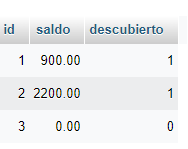 id saldo descubierto
1 900.00 1
2 2200.00 1
3 0.00 0